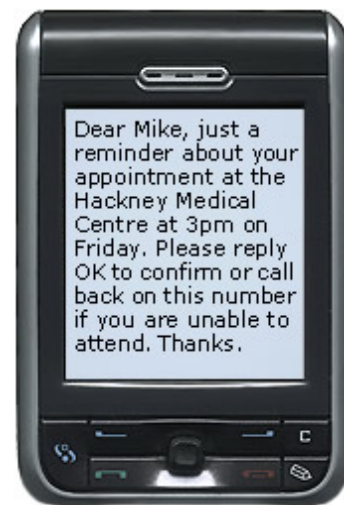 Dear Mike, just a
reminder about your
appointment at the
Hackney Medical
Centre at 3pm on
Friday. Please reply
OK to confirm or call
back on this number
if you are unable to
attend. Thanks.
C